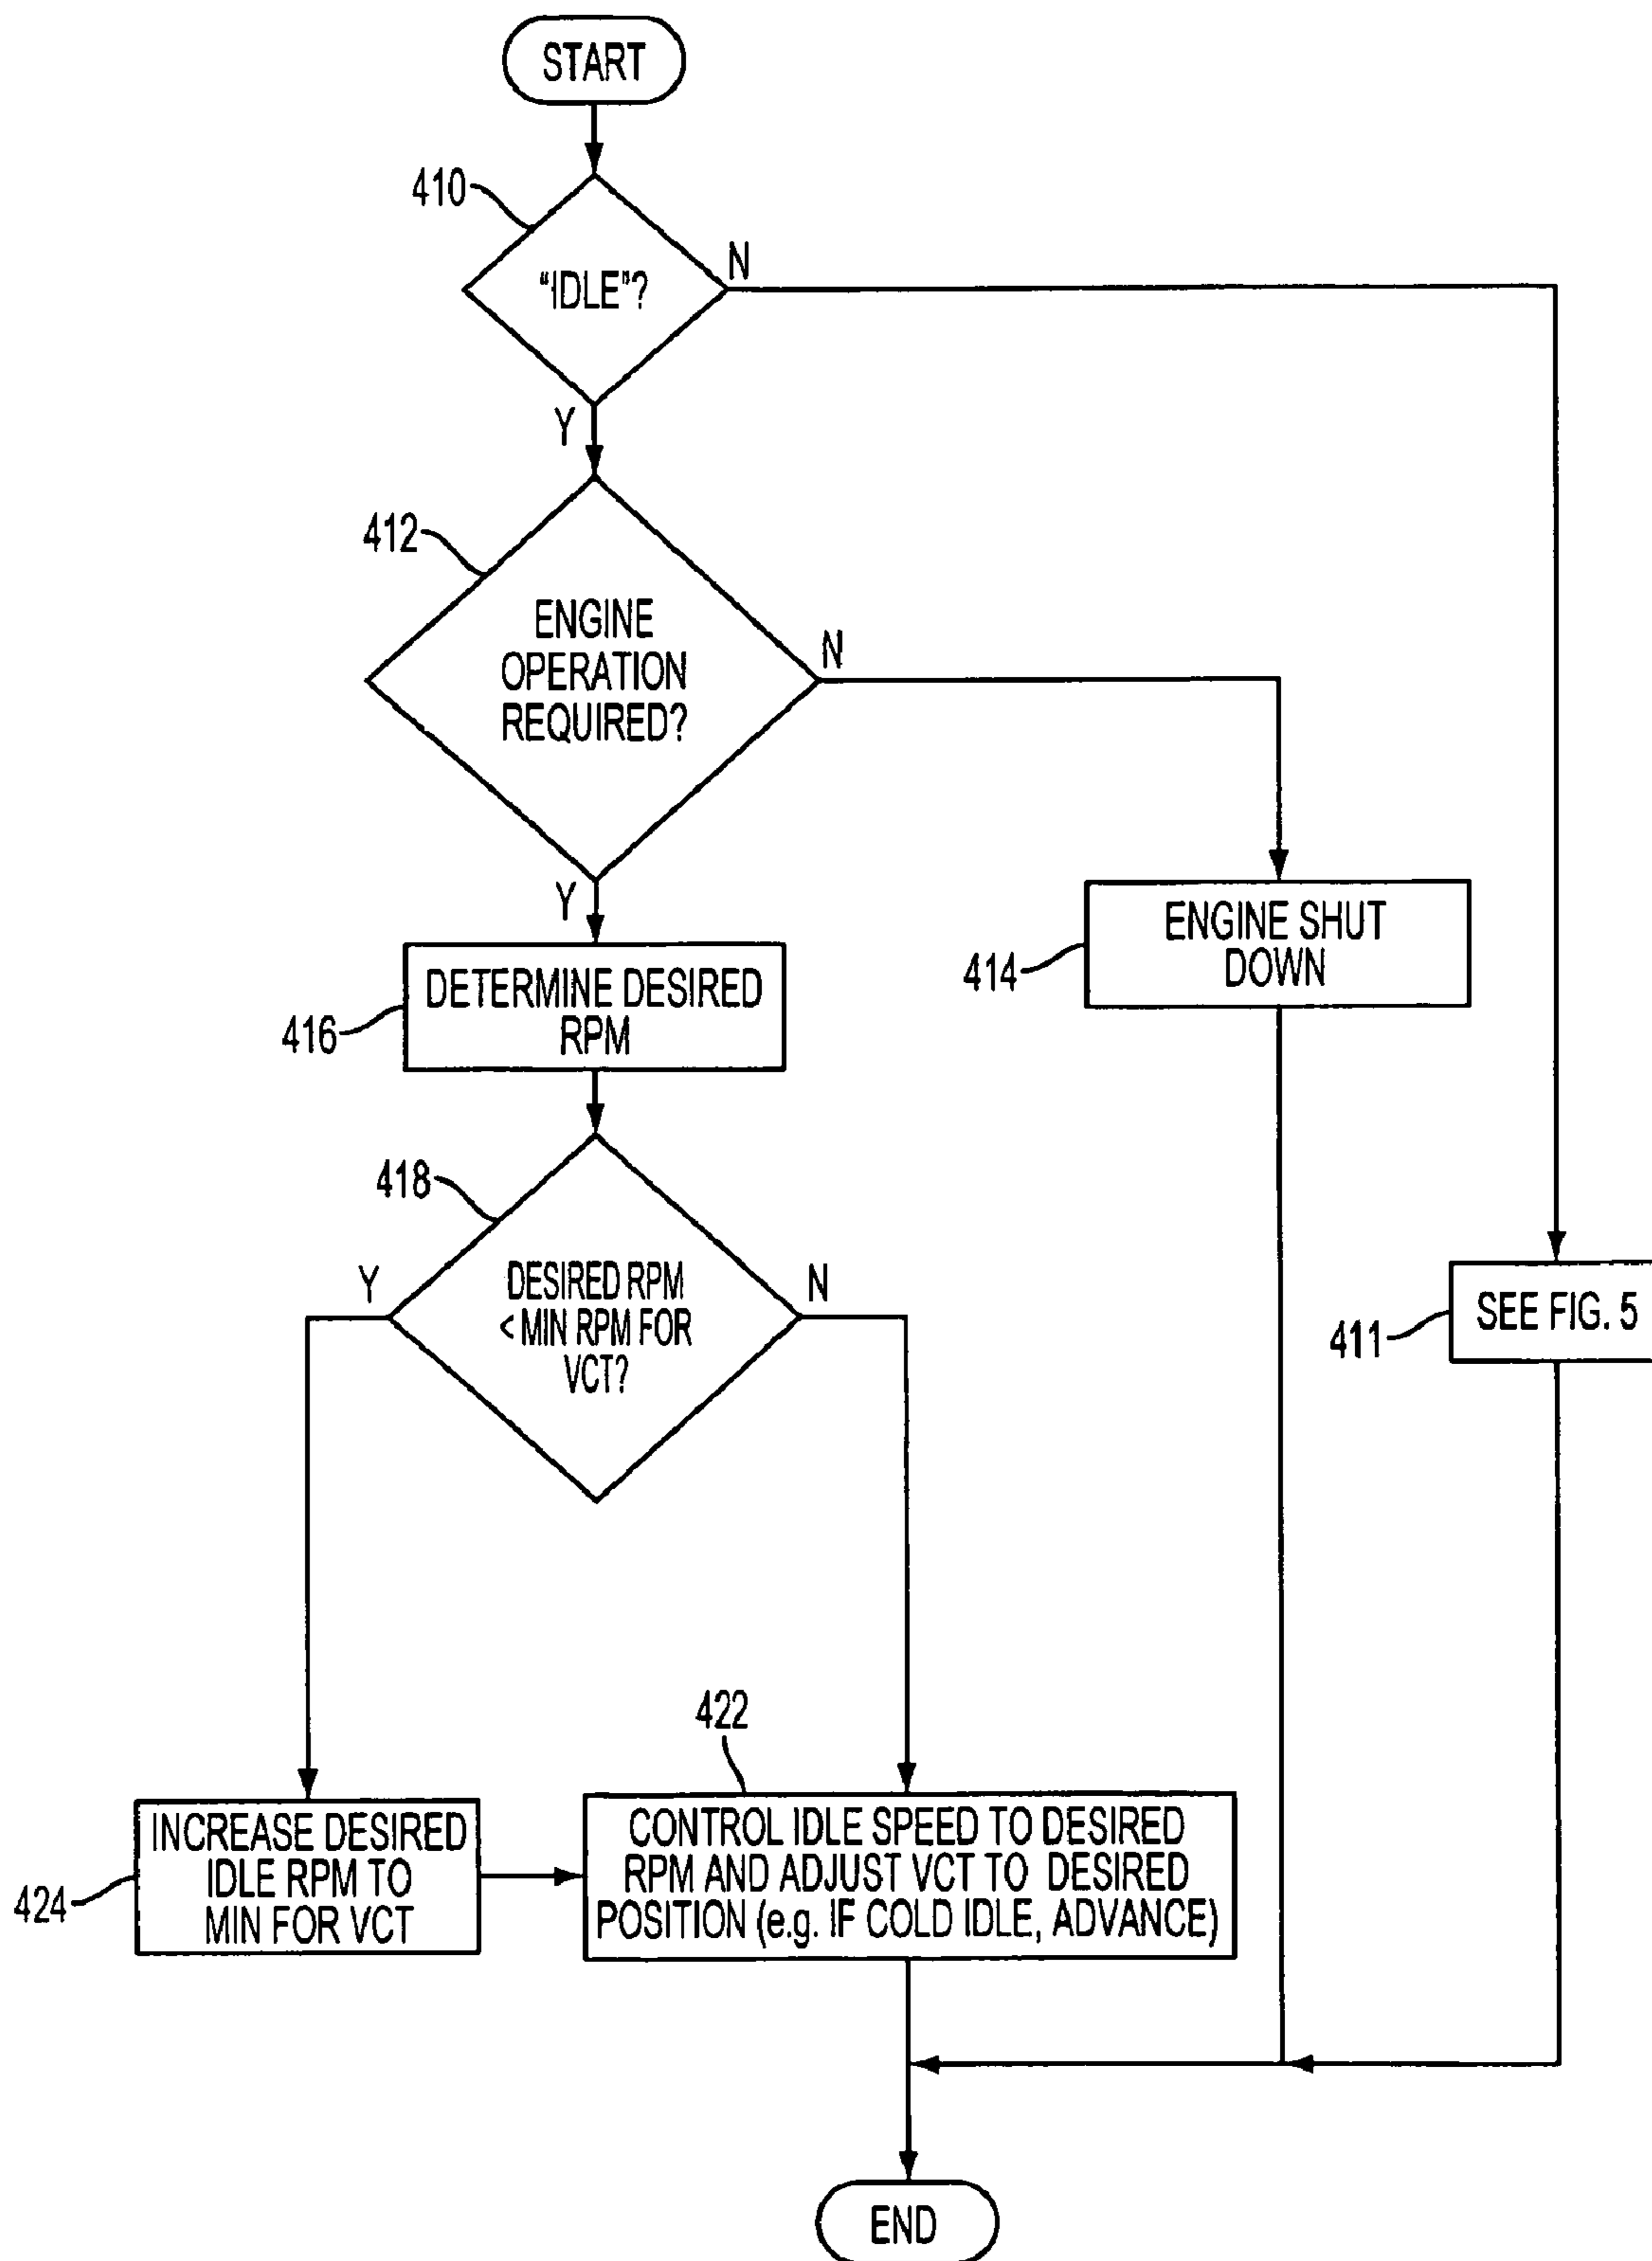 START
410
"IDLE"?
N
Y
412
ENGINE
OPERATION
REQUIRED?
N
Y
416
DETERMINE DESIRED
RPM
414
ENGINE SHUT
DOWN
418
Y
DESIRED RPM
< MIN RPM FOR
VCT?
N
411
SEE FIG. 5
424
INCREASE DESIRED
IDLE RPM TO
MIN FOR VCT
422
CONTROL IDLE SPEED TO DESIRED
RPM AND ADJUST VCT TO DESIRED
POSITION (e.g. IF COLD IDLE, ADVANCE)
END